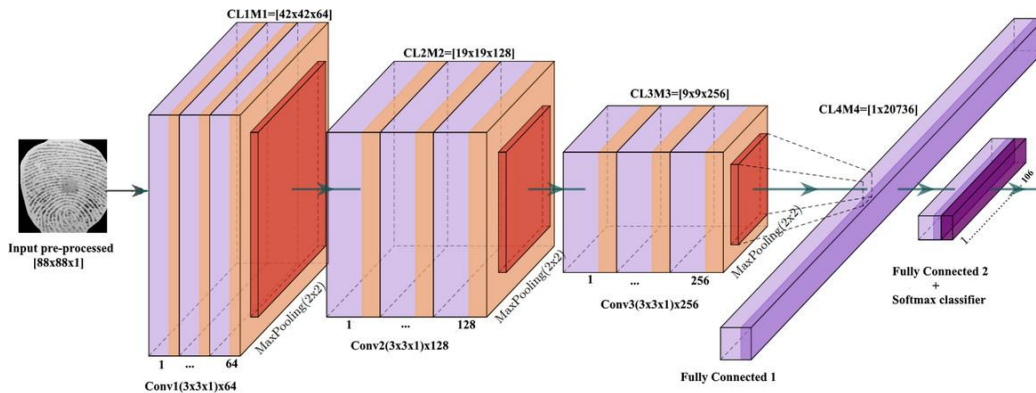 CL1M1=[42x42x64]
CL2M2=[19x19x128]
CL3M3=[9x9x256]
CL4M4=[1x20736]
Input pre-processed
[88x88x1]
1 ... 64
Conv1(3x3x1)x64
MaxPooling(2x2)
1 ... 128
Conv2(3x3x1)x128
MaxPooling(2x2)
1 ... 256
Conv3(3x3x1)x256
MaxPooling(2x2)
Fully Connected 1
1 106
Fully Connected 2
+
Softmax classifier